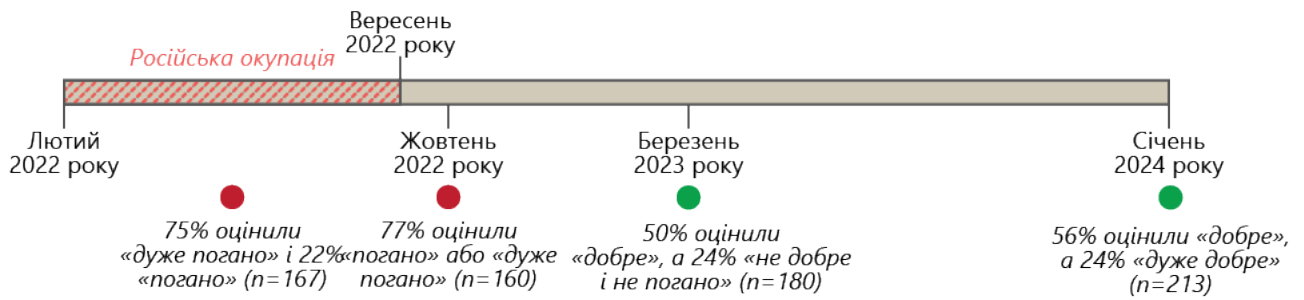 Вересень
2022 року
Російська окупація
Лютий
2022 року
Жовтень
2022 року
Березень
2023 року
Січень
2024 року
75% оцінили
«дуже погано» і 22%
«погано» (n=167)
77% оцінили
«погано» або «дуже
погано» (n=160)
50% оцінили
«добре», а 24% «не добре
і не погано» (n=180)
56% оцінили «добре»,
а 24% «дуже добре»
(n=213)